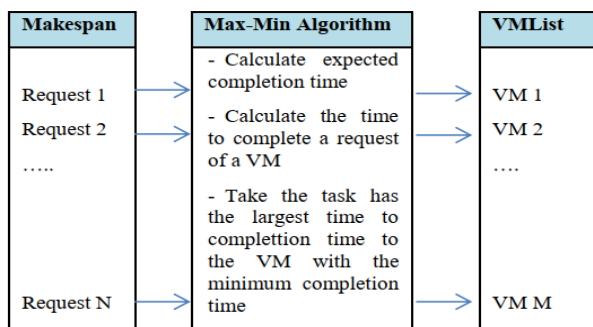 Makespan
Request 1
Request 2
…..
Request N
Max-Min Algorithm
- Calculate expected
completion time
- Calculate the time
to complete a request
of a VM
- Take the task has
the largest time to
complettion time to
the VM with the
minimum completion
time
VMList
VM 1
VM 2
….
VM M